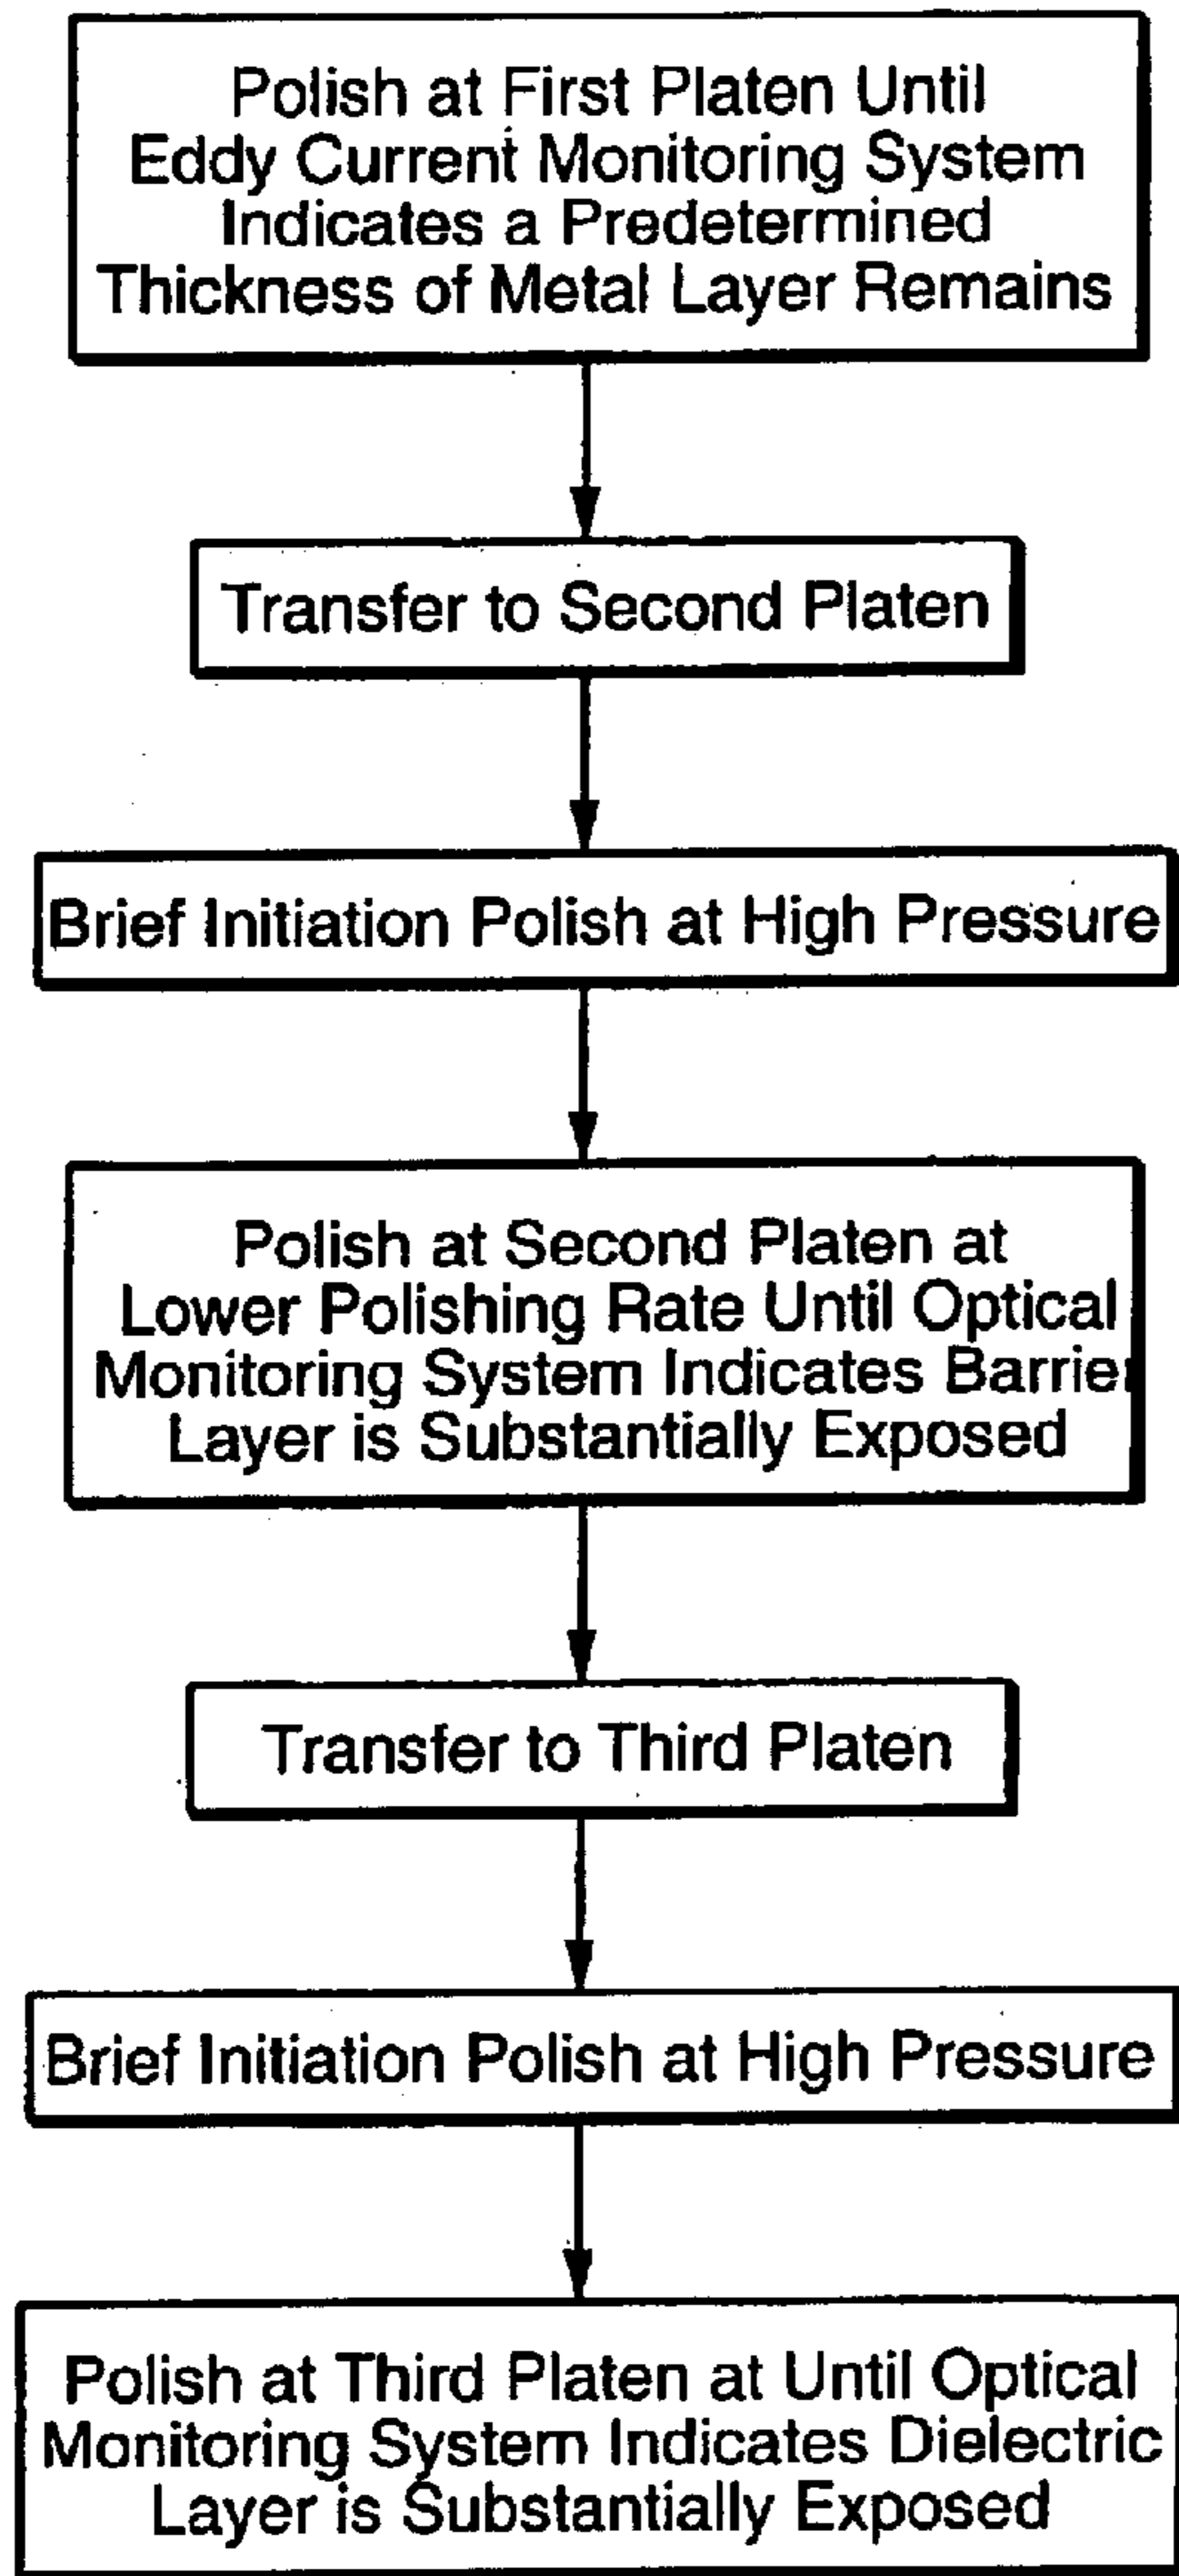 Polish at First Platen Until
Eddy Current Monitoring System
Indicates a Predetermined
Thickness of Metal Layer Remains
Transfer to Second Platen
Brief Initiation Polish at High Pressure
Polish at Second Platen at
Lower Polishing Rate Until Optical
Monitoring System Indicates Barrier
Layer is Substantially Exposed
Transfer to Third Platen
Brief Initiation Polish at High Pressure
Polish at Third Platen at Until Optical
Monitoring System Indicates Dielectric
Layer is Substantially Exposed